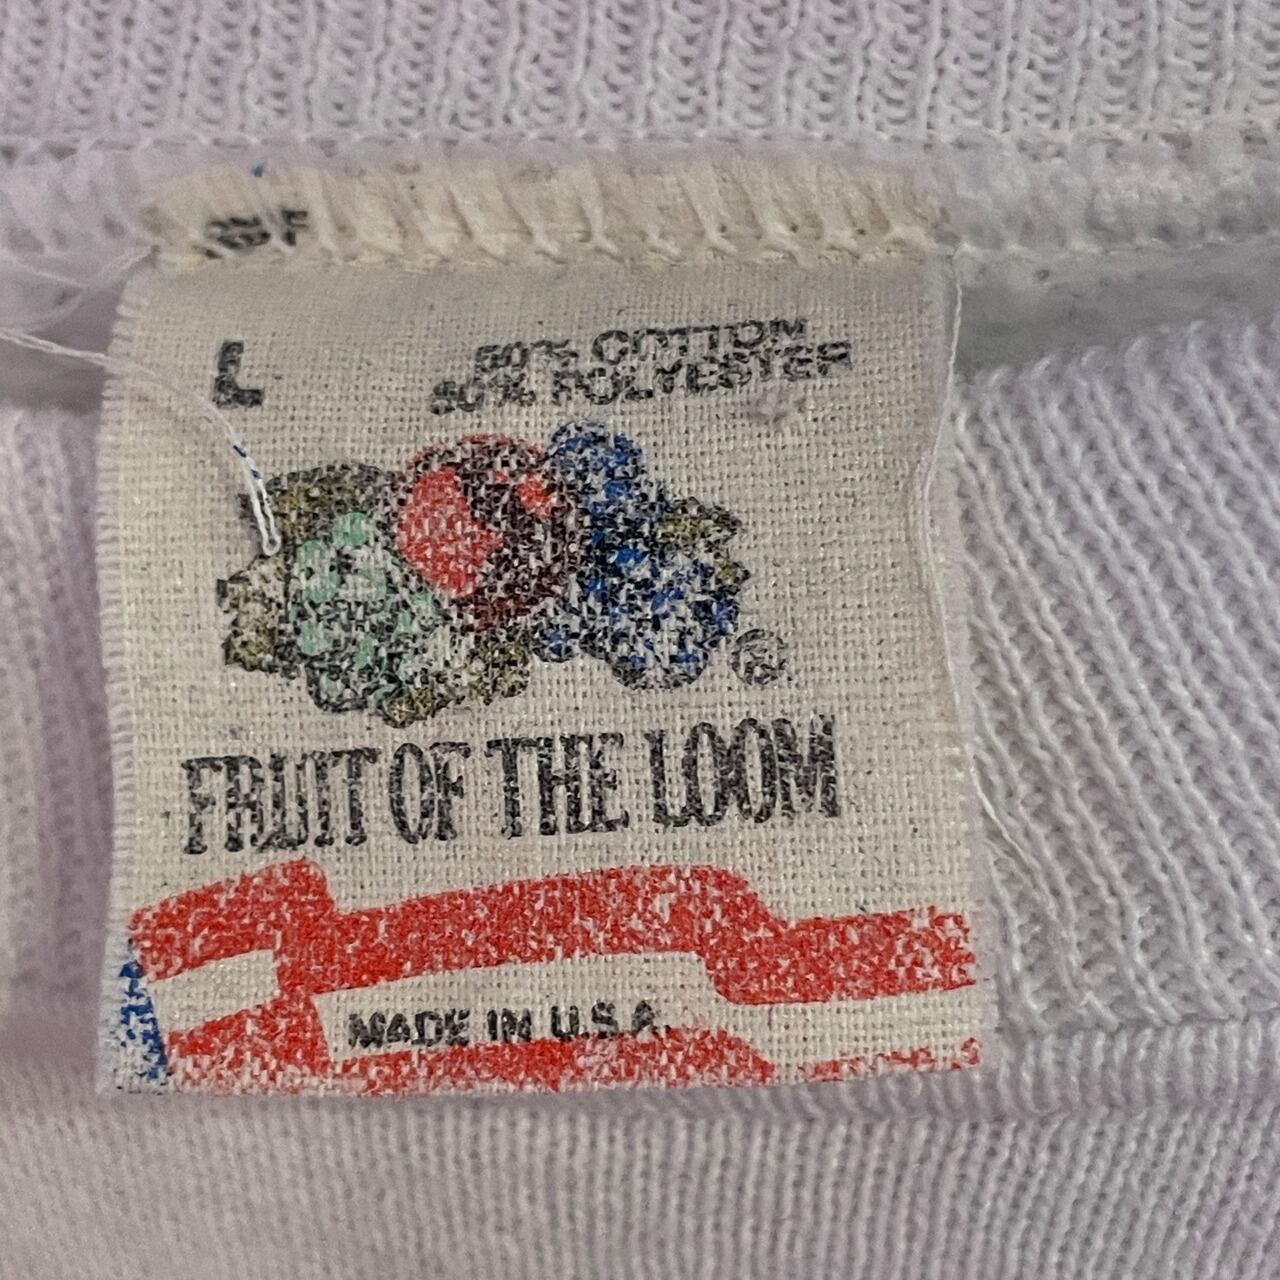 L
50% COTTON
50% POLYESTER
®
FRUIT OF THE LOOM
MADE IN U.S.A.